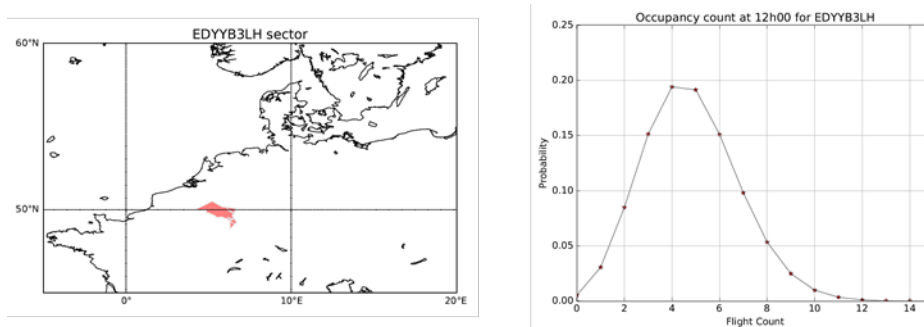 EDYYB3LH sector
60°N
50°N
0°
10°E
20°E
Occupancy count at 12h00 for EDYYB3LH
0.25
0.20
0.15
0.10
0.05
0.00
Probability
0 2 4 6 8 10 12 14
Flight Count